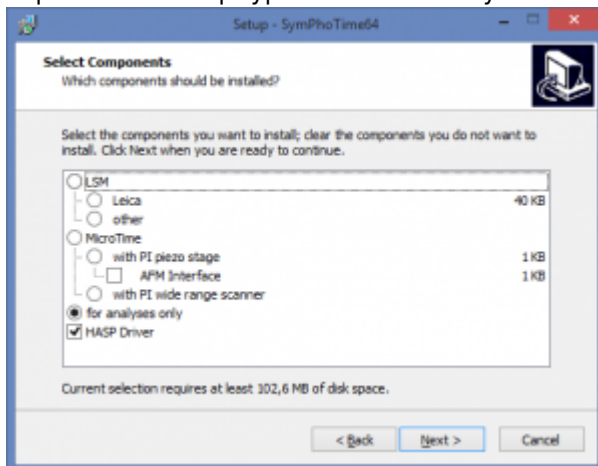 Setup - SymPhoTime64
Select Components
Which components should be installed?
Select the components you want to install; clear the components you do not want to
install. Click Next when you are ready to continue.
LSM
Leica 40 KB
other
MicroTime
with PI piezo stage 1 KB
AFM Interface 1 KB
with PI wide range scanner
for analyses only
HASP Driver
Current selection requires at least 102,6 MB of disk space.
< Back Next > Cancel